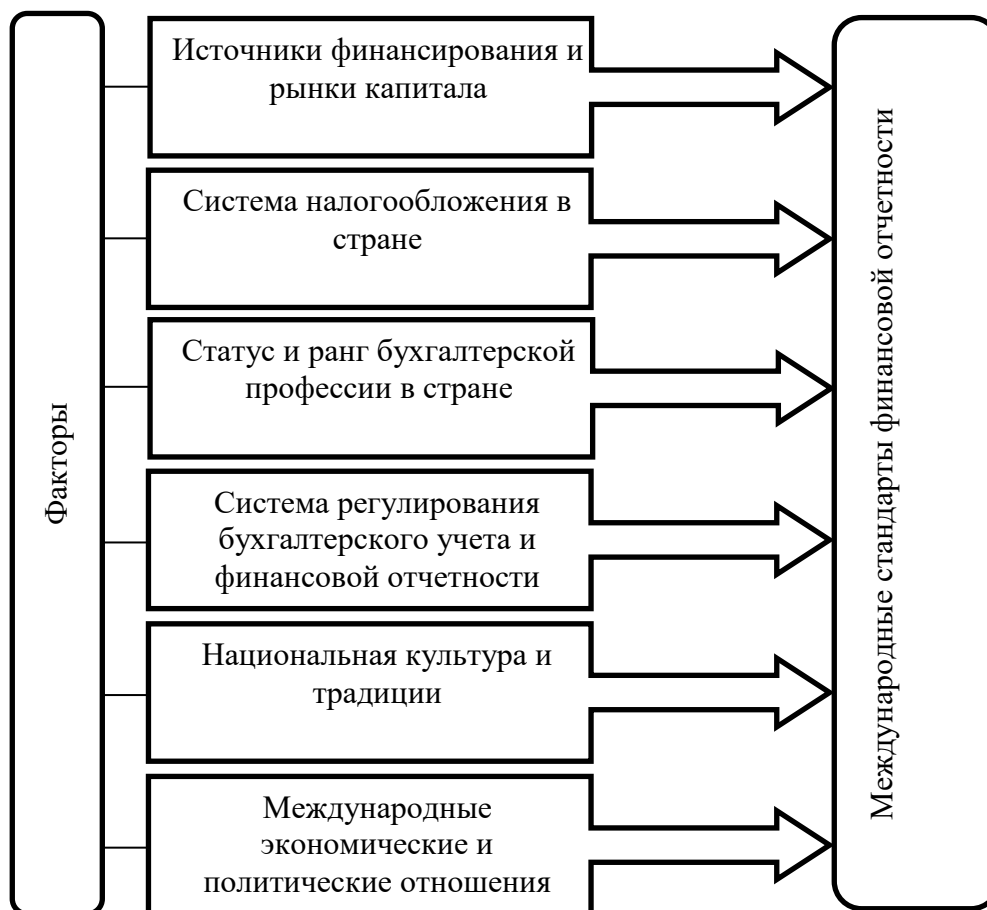 Факторы
Источники финансирования и
рынки капитала
Система налогообложения в
стране
Статус и ранг бухгалтерской
профессии в стране
Система регулирования
бухгалтерского учета и
финансовой отчетности
Национальная культура и
традиции
Международные
экономические и
политические отношения
Международные стандарты финансовой отчетности